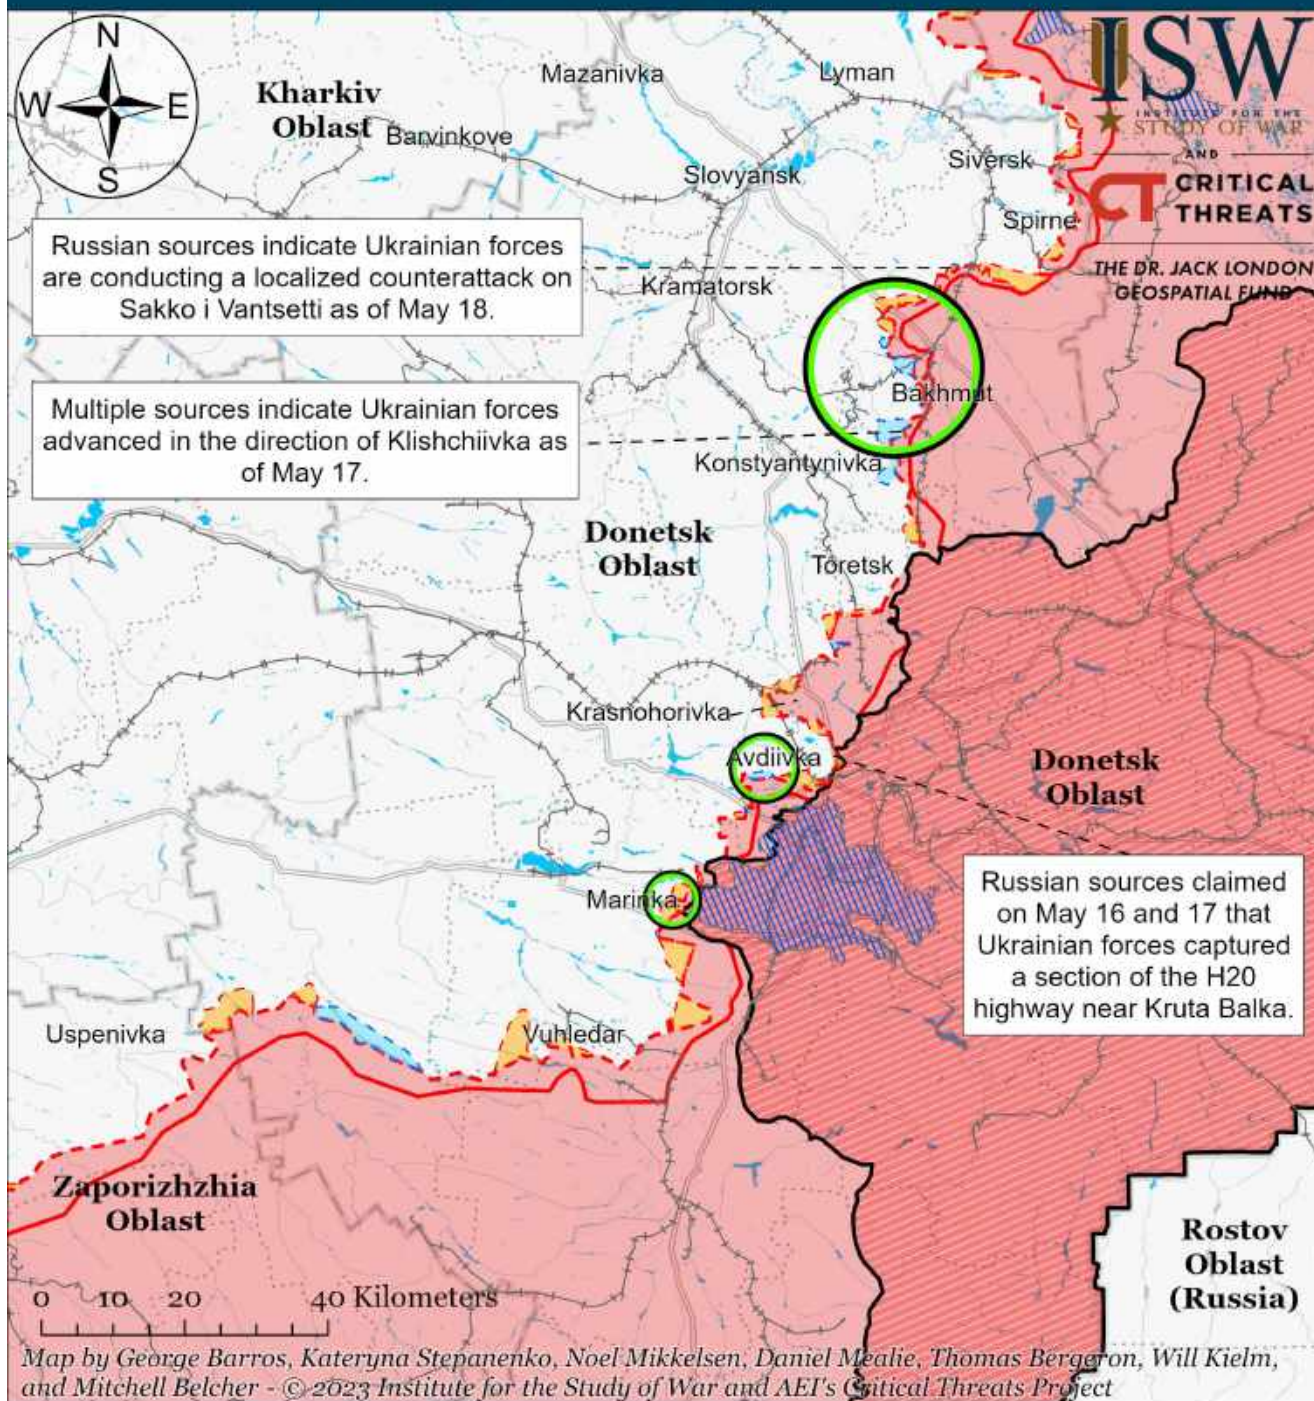 N
W
E
S
Kharkiv
Oblast
Barvinkove
Mazanivka
Lyman
ISW
INSTITUTE FOR THE
STUDY OF WAR
AND
CT CRITICAL
THREATS
THE DR. JACK LONDON
GEOSPATIAL FUND
Slovyansk
Siversk
Spirne
Russian sources indicate Ukrainian forces
are conducting a localized counterattack on
Sakko i Vantsetti as of May 18.
Kramatorsk
Multiple sources indicate Ukrainian forces
advanced in the direction of Klishchiivka as
of May 17.
Bakhmut
Konstyantynivka
Donetsk
Oblast
Toretsk
Krasnohorivka
Avdiivka
Donetsk
Oblast
Marinka
Russian sources claimed
on May 16 and 17 that
Ukrainian forces captured
a section of the H20
highway near Kruta Balka.
Uspenivka
Vuhledar
Zaporizhzhia
Oblast
Rostov
Oblast
(Russia)
0 10 20 40 Kilometers
Map by George Barros, Kateryna Stepanenko, Noel Mikkelsen, Daniel Mealie, Thomas Bergeron, Will Kielm,
and Mitchell Belcher - © 2023 Institute for the Study of War and AEI's Critical Threats Project